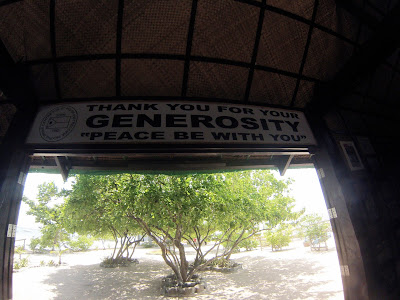 THANK YOU FOR YOUR
GENEROSITY
"PEACE BE WITH YOU"